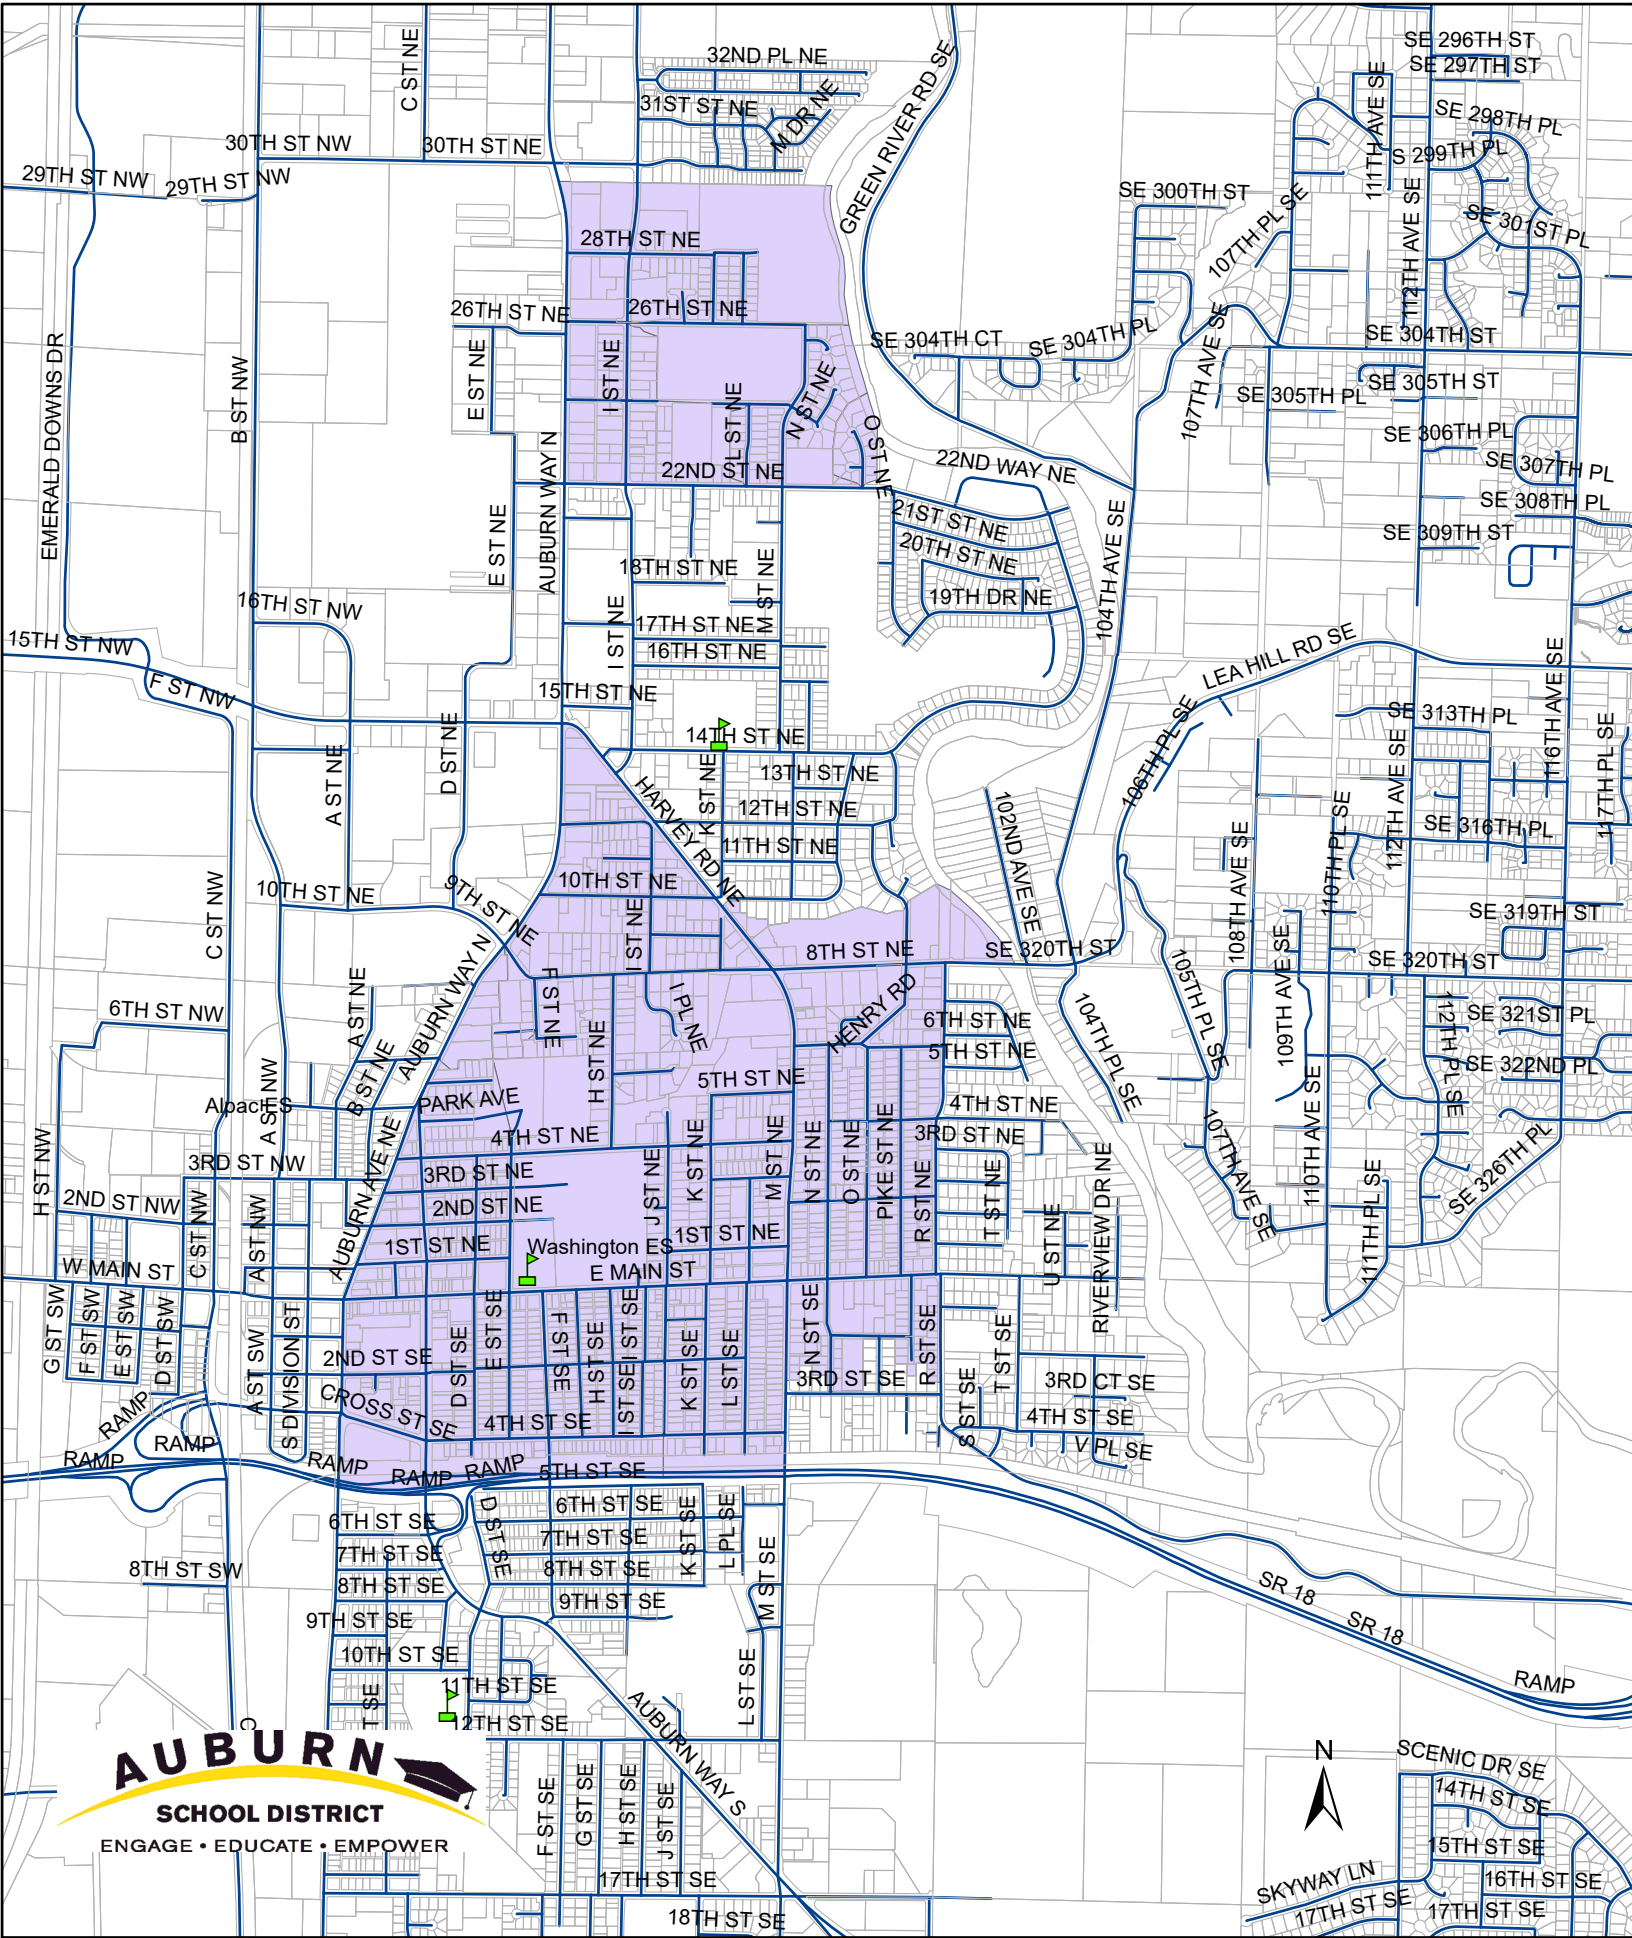 SE 296TH ST
32ND PL NE
SE 297TH ST
C ST NE
31ST ST NE
M DR NE
GREEN RIVER RD SE
111TH AVE SE
SE 298TH PL
30TH ST NW
30TH ST NE
S 299TH PL
29TH ST NW
29TH ST NW
SE 300TH ST
107TH PL SE
112TH AVE SE
SE 301ST PL
28TH ST NE
26TH ST NE
26TH ST NE
SE 304TH CT
SE 304TH PL
SE 304TH ST
EMERALD DOWNS DR
B ST NW
E ST NE
I ST NE
L ST NE
N ST NE
107TH AVE SE
SE 305TH ST
SE 305TH PL
O ST NE
SE 306TH PL
22ND ST NE
22ND WAY NE
SE 307TH PL
AUBURN WAY N
E ST NE
21ST ST NE
SE 308TH PL
20TH ST NE
SE 309TH ST
104TH AVE SE
18TH ST NE
M ST NE
19TH DR NE
16TH ST NW
I ST NE
17TH ST NE
15TH ST NW
16TH ST NE
LEA HILL RD SE
F ST NW
15TH ST NE
116TH AVE SE
SE 313TH PL
106TH PL SE
14TH ST NE
D ST NE
A ST NE
K ST NE
13TH ST NE
HARVEY RD NE
12TH ST NE
102ND AVE SE
112TH AVE SE
117TH PL SE
SE 316TH PL
11TH ST NE
110TH PL SE
108TH AVE SE
10TH ST NE
9TH ST NE
10TH ST NE
C ST NW
I ST NE
SE 319TH ST
8TH ST NE
SE 320TH ST
109TH AVE SE
SE 320TH ST
AUBURN WAY N
A ST NE
F ST NE
I PL NE
HENRY RD
105TH PL SE
104TH PL SE
6TH ST NW
6TH ST NE
112TH PL SE
SE 321ST PL
5TH ST NE
H ST NE
B ST NE
A ST NW
SE 322ND PL
5TH ST NE
PARK AVE
4TH ST NE
4TH ST NE
3RD ST NE
H ST NW
3RD ST NW
AUBURN AVE NE
3RD ST NE
J ST NE
K ST NE
M ST NE
N ST NE
O ST NE
PIKE ST NE
R ST NE
T ST NE
RIVERVIEW DR NE
107TH AVE SE
110TH AVE SE
SE 326TH PL
2ND ST NW
C ST NW
A ST NW
2ND ST NE
1ST ST NE
1ST ST NE
U ST NE
111TH PL SE
Washington ES
W MAIN ST
E MAIN ST
G ST SW
F ST SW
E ST SW
D ST SW
A ST SW
S DIVISION ST
2ND ST SE
D ST SE
E ST SE
F ST SE
H ST SE
I ST SE
I ST SE
K ST SE
L ST SE
N ST SE
R ST SE
T ST SE
3RD ST SE
3RD CT SE
S ST SE
RAMP
CROSS ST SE
4TH ST SE
4TH ST SE
V PL SE
RAMP
RAMP
RAMP
RAMP
RAMP
5TH ST SE
6TH ST SE
D ST SE
6TH ST SE
7TH ST SE
K ST SE
L PL SE
7TH ST SE
8TH ST SW
8TH ST SE
8TH ST SE
M ST SE
SR 18
9TH ST SE
9TH ST SE
SR 18
10TH ST SE
11TH ST SE
L ST SE
RAMP
12TH ST SE
AUBURN WAY S
AUBURN
SCHOOL DISTRICT
ENGAGE • EDUCATE • EMPOWER
N
SCENIC DR SE
14TH ST SE
F ST SE
G ST SE
H ST SE
J ST SE
15TH ST SE
17TH ST SE
SKYWAY LN
16TH ST SE
17TH ST SE
17TH ST SE
18TH ST SE